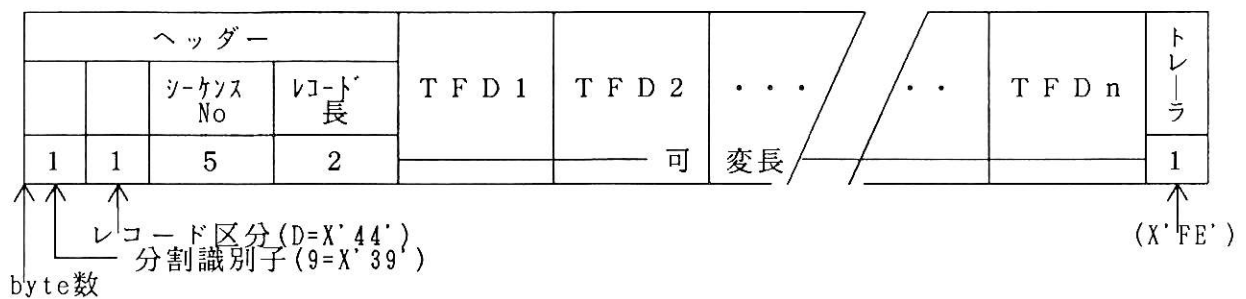 ヘッダー
シーケンス
No
レコード
長
TFD1
TFD2
・・・
・・
TFDn
トレーラ
1
1
5
2
可変長
1
レコード区分(D=X'44')
分割識別子(9=X'39')
byte数
(X'FE')